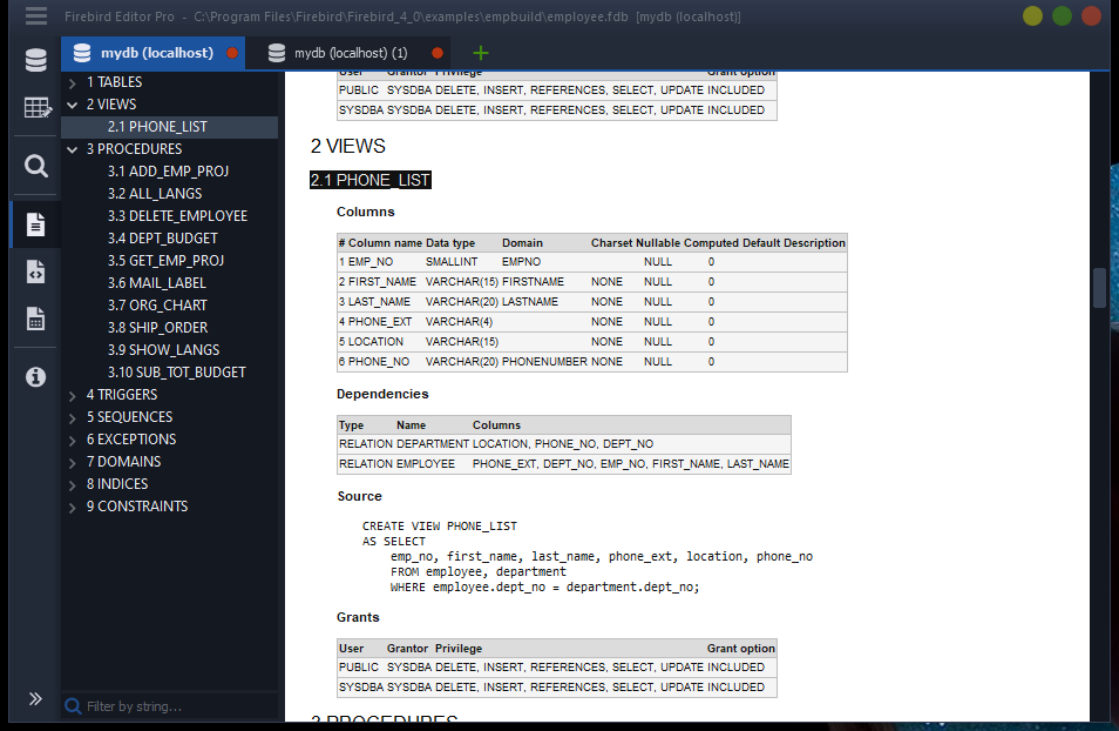 Firebird Editor Pro - C:\Program Files\Firebird\Firebird_4_0\examples\empbuild\employee.fdb [mydb (localhost)]
mydb (localhost)
mydb (localhost) (1)
1 TABLES
2 VIEWS
2.1 PHONE_LIST
3 PROCEDURES
3.1 ADD_EMP_PROJ
3.2 ALL_LANGS
3.3 DELETE_EMPLOYEE
3.4 DEPT_BUDGET
3.5 GET_EMP_PROJ
3.6 MAIL_LABEL
3.7 ORG_CHART
3.8 SHIP_ORDER
3.9 SHOW_LANGS
3.10 SUB_TOT_BUDGET
4 TRIGGERS
5 SEQUENCES
6 EXCEPTIONS
7 DOMAINS
8 INDICES
9 CONSTRAINTS
Filter by string...
User Grantor Privilege Grant option
PUBLIC SYSDBA DELETE, INSERT, REFERENCES, SELECT, UPDATE INCLUDED
SYSDBA SYSDBA DELETE, INSERT, REFERENCES, SELECT, UPDATE INCLUDED
2 VIEWS
2.1 PHONE_LIST
Columns
# Column name Data type Domain Charset Nullable Computed Default Description
1 EMP_NO SMALLINT EMPNO NULL 0
2 FIRST_NAME VARCHAR(15) FIRSTNAME NONE NULL 0
3 LAST_NAME VARCHAR(20) LASTNAME NONE NULL 0
4 PHONE_EXT VARCHAR(4) NONE NULL 0
5 LOCATION VARCHAR(15) NONE NULL 0
6 PHONE_NO VARCHAR(20) PHONENUMBER NONE NULL 0
Dependencies
Type Name Columns
RELATION DEPARTMENT LOCATION, PHONE_NO, DEPT_NO
RELATION EMPLOYEE PHONE_EXT, DEPT_NO, EMP_NO, FIRST_NAME, LAST_NAME
Source
CREATE VIEW PHONE_LIST
AS SELECT
emp_no, first_name, last_name, phone_ext, location, phone_no
FROM employee, department
WHERE employee.dept_no = department.dept_no;
Grants
User Grantor Privilege Grant option
PUBLIC SYSDBA DELETE, INSERT, REFERENCES, SELECT, UPDATE INCLUDED
SYSDBA SYSDBA DELETE, INSERT, REFERENCES, SELECT, UPDATE INCLUDED
3 PROCEDURES